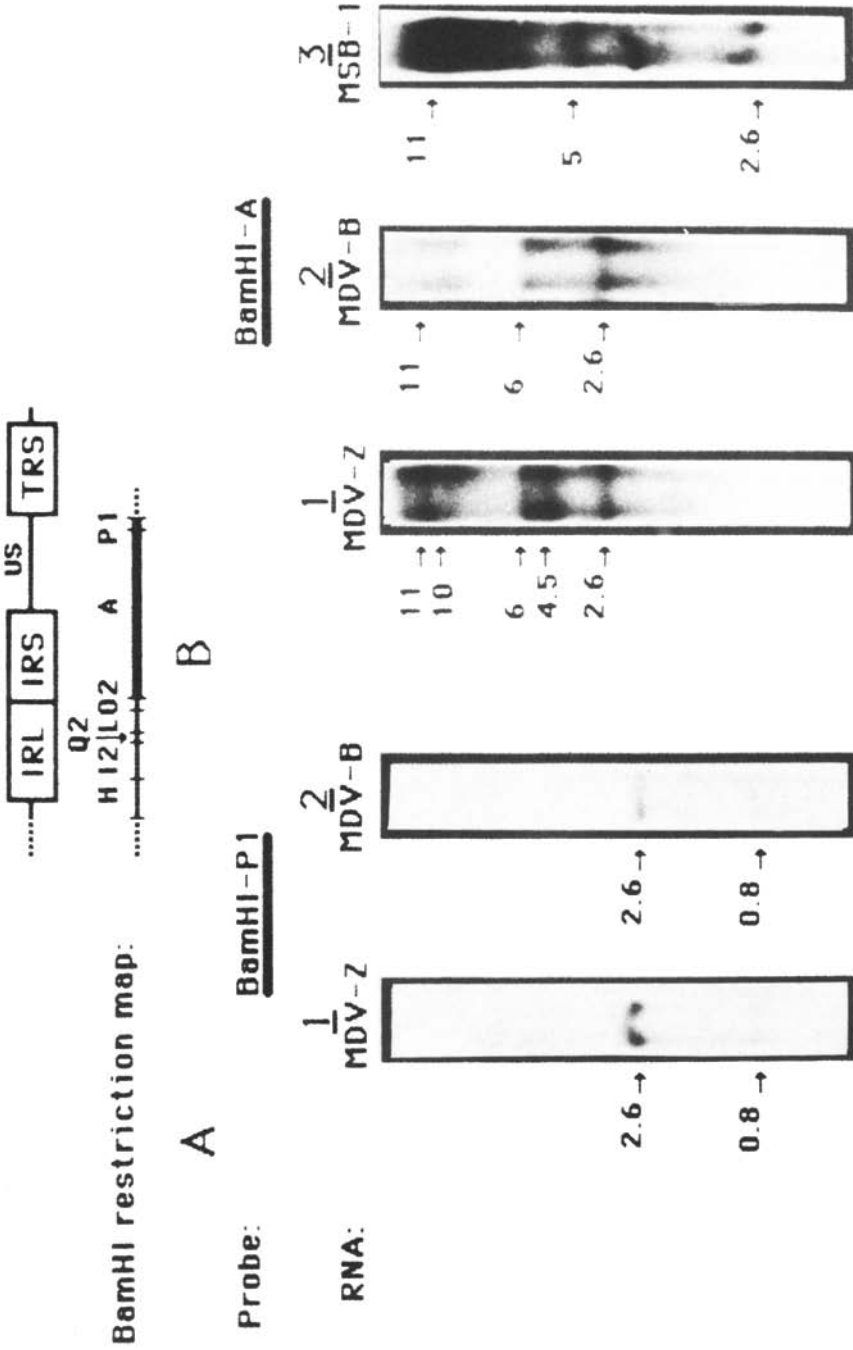 US
IRL IRS TRS
Q2
H I2 L O2 A P1
BamHI restriction map:
A B
Probe: BamHI-P1 BamHI-A
RNA: 1 2 1 2 3
MDV-Z MDV-B MDV-Z MDV-B MSB-1
2.6→
0.8→
2.6→
0.8→
11→
10→
6→
4.5→
2.6→
11→
6→
2.6→
11→
5→
2.6→